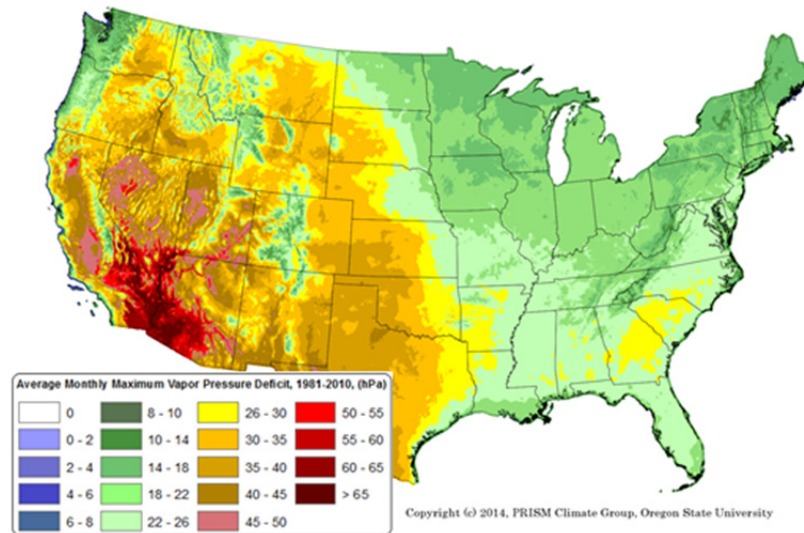 Average Monthly Maximum Vapor Pressure Deficit, 1981-2010, (hPa)
0 8 - 10 26 - 30 50 - 55
0 - 2 10 - 14 30 - 35 55 - 60
2 - 4 14 - 18 35 - 40 60 - 65
4 - 6 18 - 22 40 - 45 > 65
6 - 8 22 - 26 45 - 50
Copyright (c) 2014, PRISM Climate Group, Oregon State University